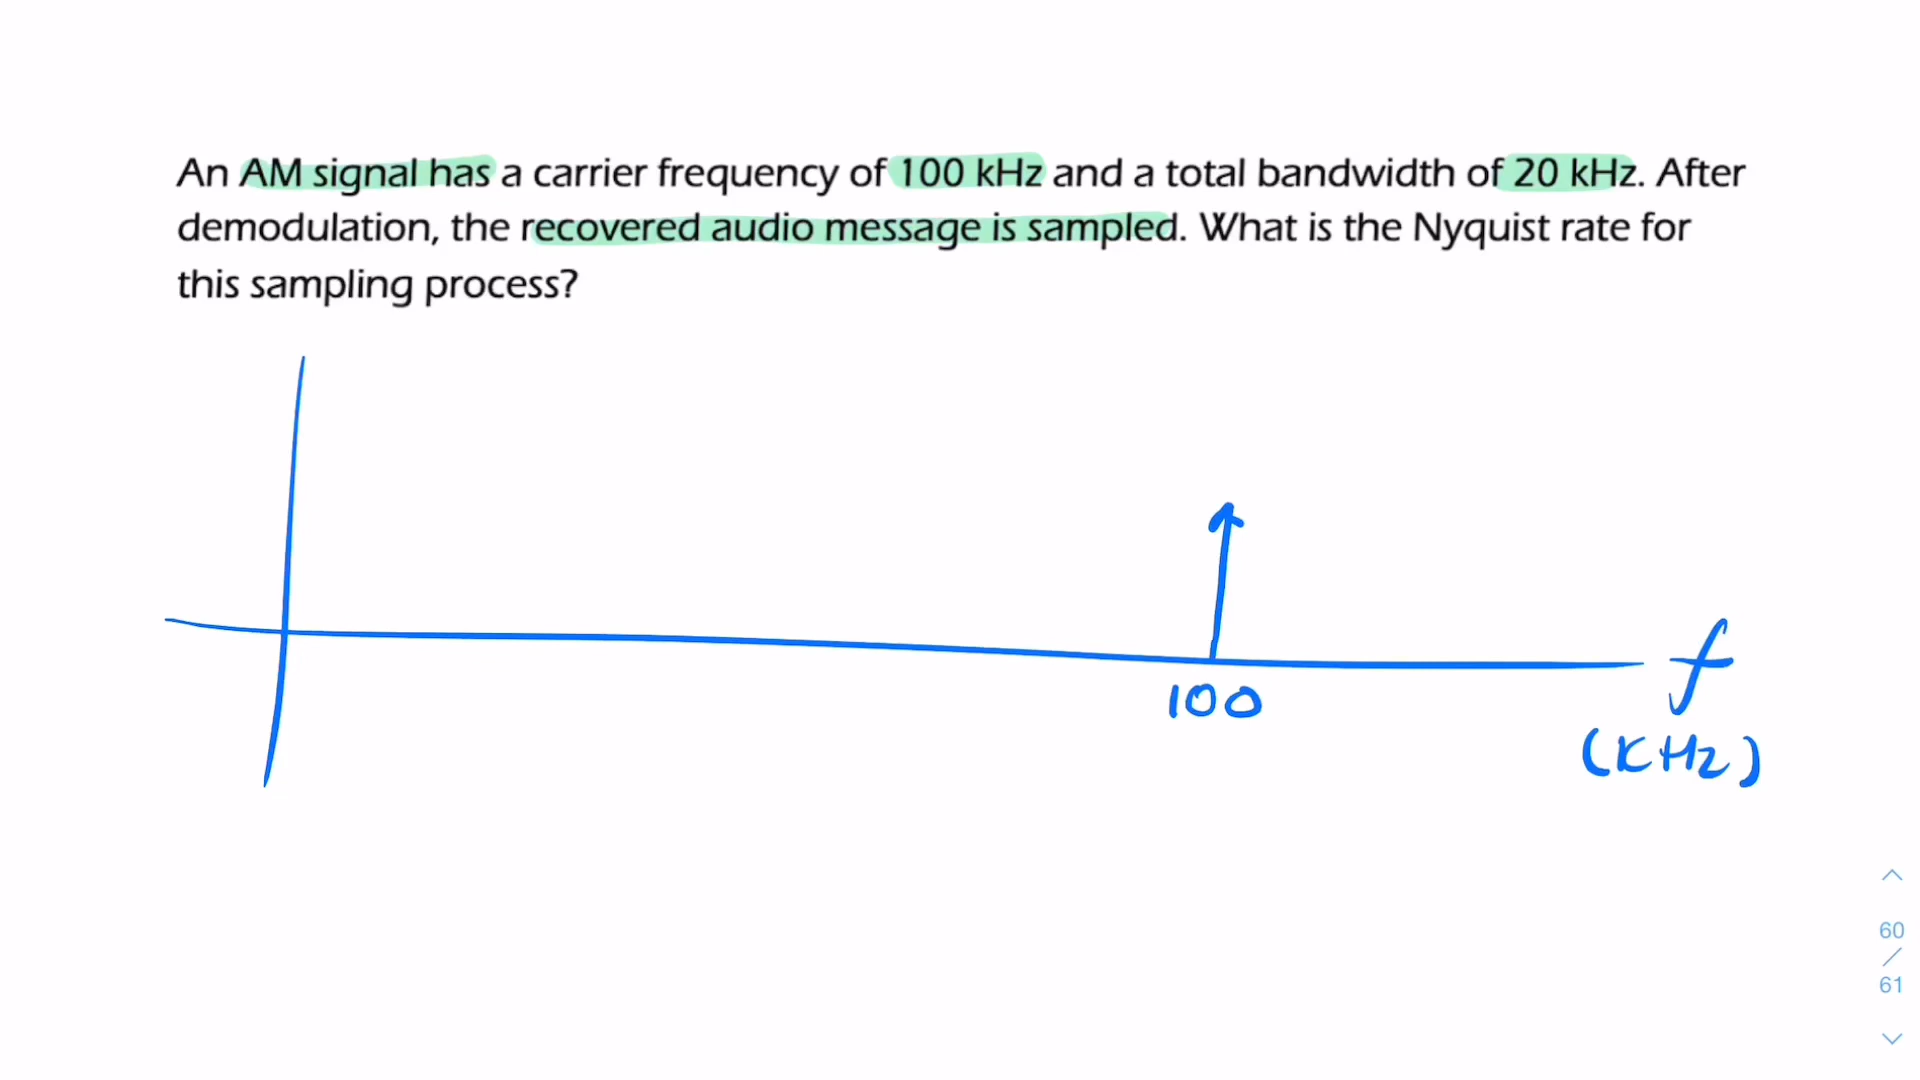 An AM signal has a carrier frequency of 100 kHz and a total bandwidth of 20 kHz. After
demodulation, the recovered audio message is sampled. What is the Nyquist rate for
this sampling process?
100
f
(KHz)
60
/
61